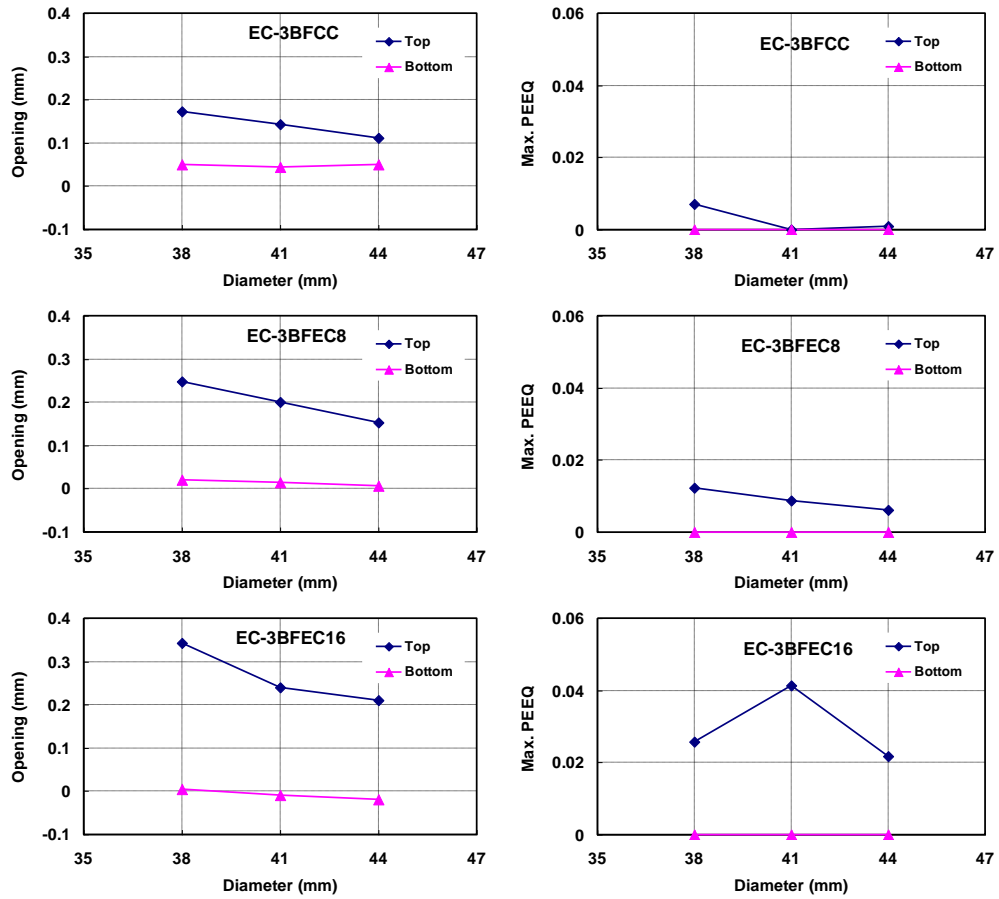 EC-3BFCC
Top
Bottom
Opening (mm)
0.4
0.3
0.2
0.1
0
-0.1
35 38 41 44 47
Diameter (mm)
EC-3BFCC
Top
Bottom
Max. PEEQ
0.06
0.04
0.02
0
35 38 41 44 47
Diameter (mm)
EC-3BFEC8
Top
Bottom
Opening (mm)
0.4
0.3
0.2
0.1
0
-0.1
35 38 41 44 47
Diameter (mm)
EC-3BFEC8
Top
Bottom
Max. PEEQ
0.06
0.04
0.02
0
35 38 41 44 47
Diameter (mm)
EC-3BFEC16
Top
Bottom
Opening (mm)
0.4
0.3
0.2
0.1
0
-0.1
35 38 41 44 47
Diameter (mm)
EC-3BFEC16
Top
Bottom
Max. PEEQ
0.06
0.04
0.02
0
35 38 41 44 47
Diameter (mm)